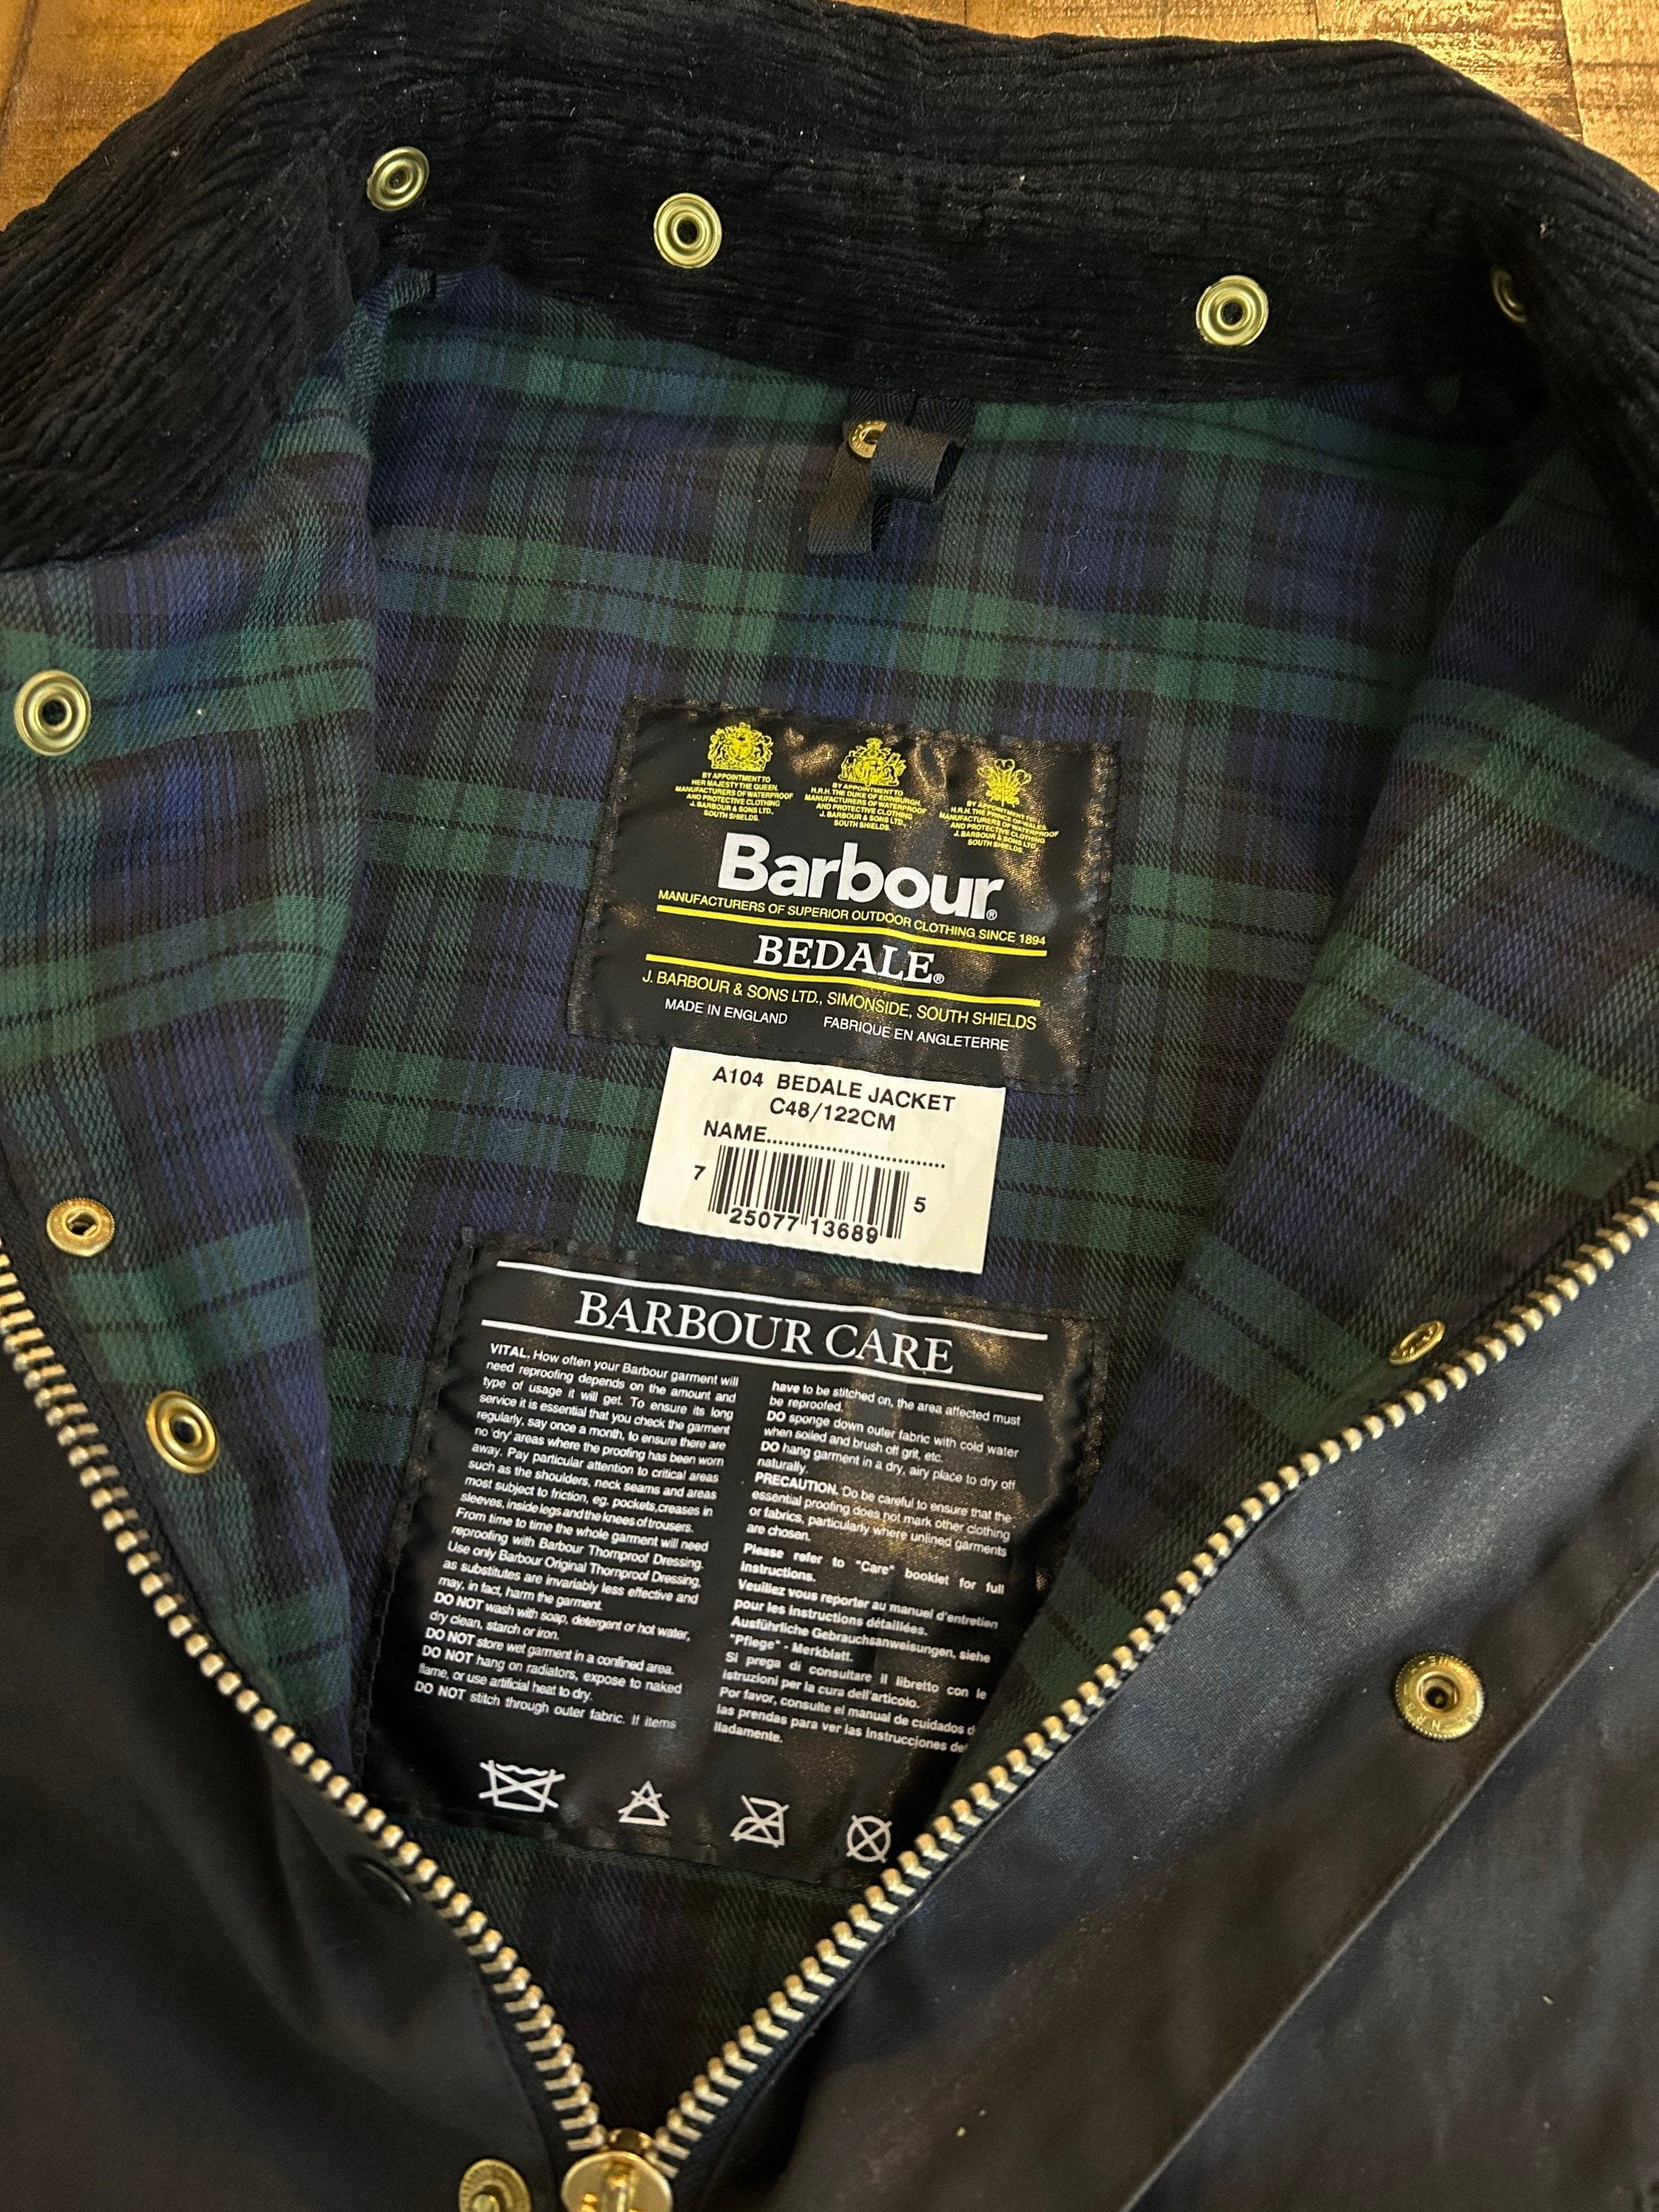 BY APPOINTMENT TO
HER MAJESTY THE QUEEN.
MANUFACTURERS OF WATERPROOF
AND PROTECTIVE CLOTHING
J. BARBOUR & SONS LTD.,
SOUTH SHIELDS.
BY APPOINTMENT TO
H.R.H. THE DUKE OF EDINBURGH.
MANUFACTURERS OF WATERPROOF
AND PROTECTIVE CLOTHING
J. BARBOUR & SONS LTD.,
SOUTH SHIELDS.
BY APPOINTMENT TO
H.R.H. THE PRINCE OF WALES.
MANUFACTURERS OF WATERPROOF
AND PROTECTIVE CLOTHING
J. BARBOUR & SONS LTD.,
SOUTH SHIELDS.
Barbour®
MANUFACTURERS OF SUPERIOR OUTDOOR CLOTHING SINCE 1894
BEDALE®
J. BARBOUR & SONS LTD., SIMONSIDE, SOUTH SHIELDS
MADE IN ENGLAND FABRIQUE EN ANGLETERRE
A104 BEDALE JACKET
C48/122CM
NAME..............................
7 25077 13689 5
BARBOUR CARE
VITAL. How often your Barbour garment will
need reproofing depends on the amount and
type of usage it will get. To ensure its long
service it is essential that you check the garment
regularly, say once a month, to ensure there are
no 'dry' areas where the proofing has been worn
away. Pay particular attention to critical areas
such as the shoulders, neck seams and areas
most subject to friction, eg. pockets, creases in
sleeves, inside legs and the knees of trousers.
From time to time the whole garment will need
reproofing with Barbour Thornproof Dressing.
Use only Barbour Original Thornproof Dressing,
as substitutes are invariably less effective and
may, in fact, harm the garment.
DO NOT wash with soap, detergent or hot water,
dry clean, starch or iron.
DO NOT store wet garment in a confined area.
DO NOT hang on radiators, expose to naked
flame, or use artificial heat to dry.
DO NOT stitch through outer fabric. If items
have to be stitched on, the area affected must
be reproofed.
DO sponge down outer fabric with cold water
when soiled and brush off grit, etc.
DO hang garment in a dry, airy place to dry off
naturally.
PRECAUTION. Do be careful to ensure that the
essential proofing does not mark other clothing
or fabrics, particularly where unlined garments
are chosen.
Please refer to "Care" booklet for full
instructions.
Veuillez vous reporter au manuel d'entretien
pour les instructions détaillées.
Ausführliche Gebrauchsanweisungen, siehe
"Pflege" - Merkblatt.
Si prega di consultare il libretto con le
istruzioni per la cura dell'articolo.
Por favor, consulte el manual de cuidados d
las prendas para ver las Instrucciones de
lladamente.